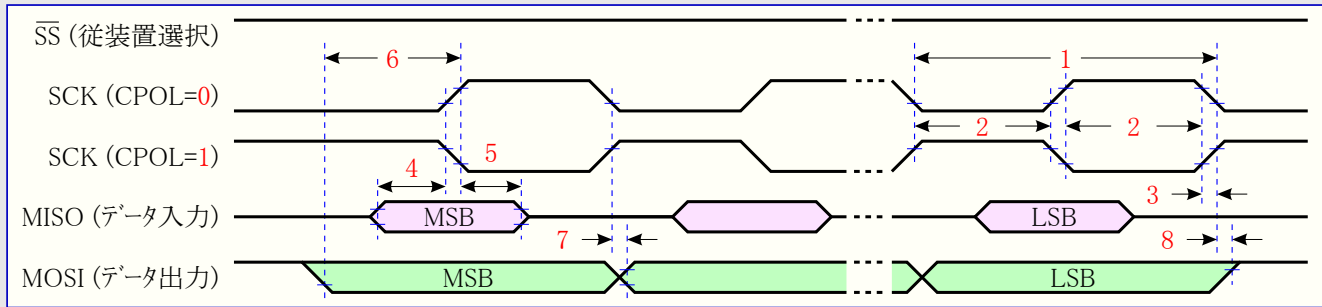 SS (従装置選択)
6
1
SCK (CPOL=0)
2
2
SCK (CPOL=1)
4
5
3
MISO (データ入力)
MSB
LSB
7
8
MOSI (データ出力)
MSB
LSB